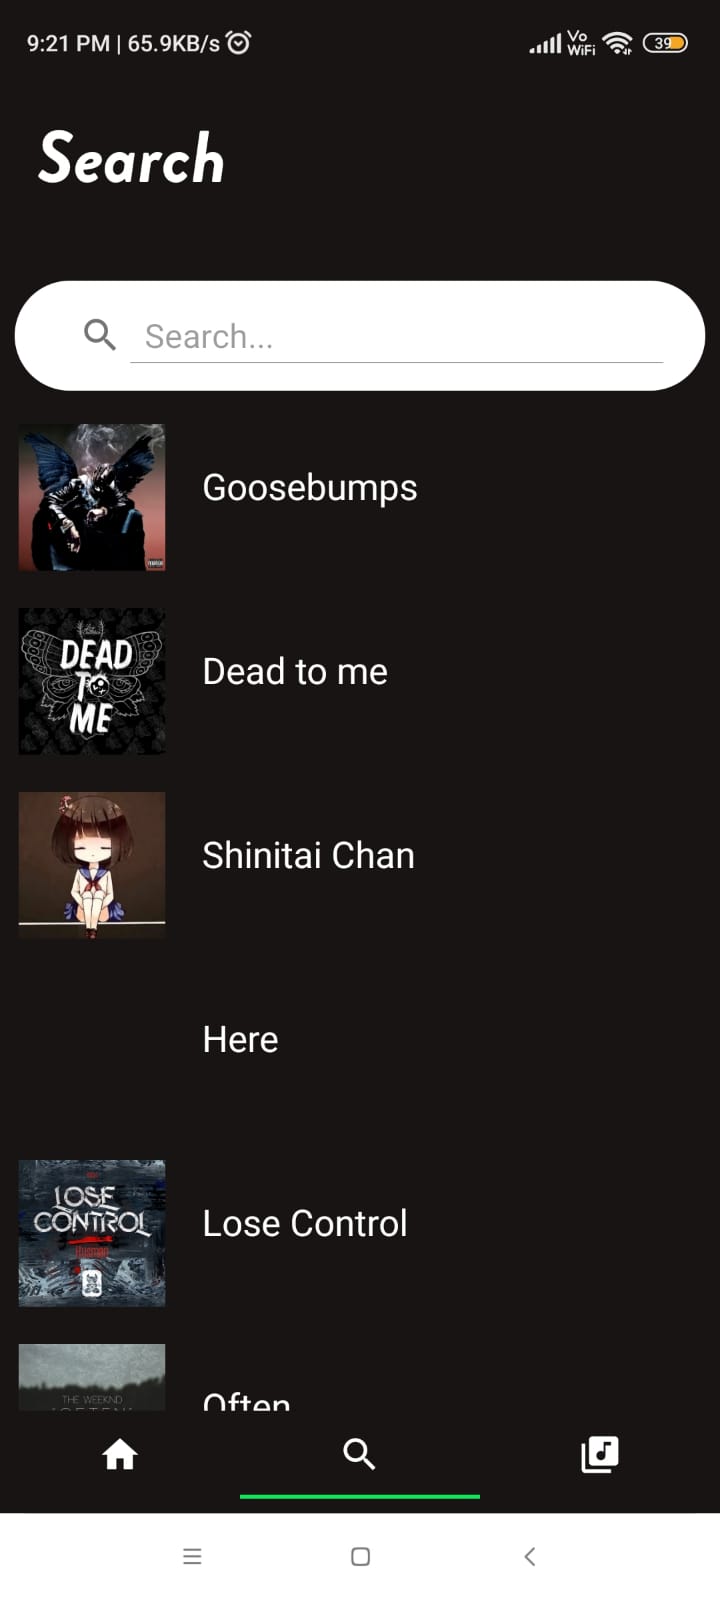 9:21 PM | 65.9KB/s
Vo
WiFi
39
Search
Search...
Goosebumps
DEAD
TO
ME
Dead to me
Shinitai Chan
Here
LOSE
CONTROL
Lose Control
THE WEEKND
Often